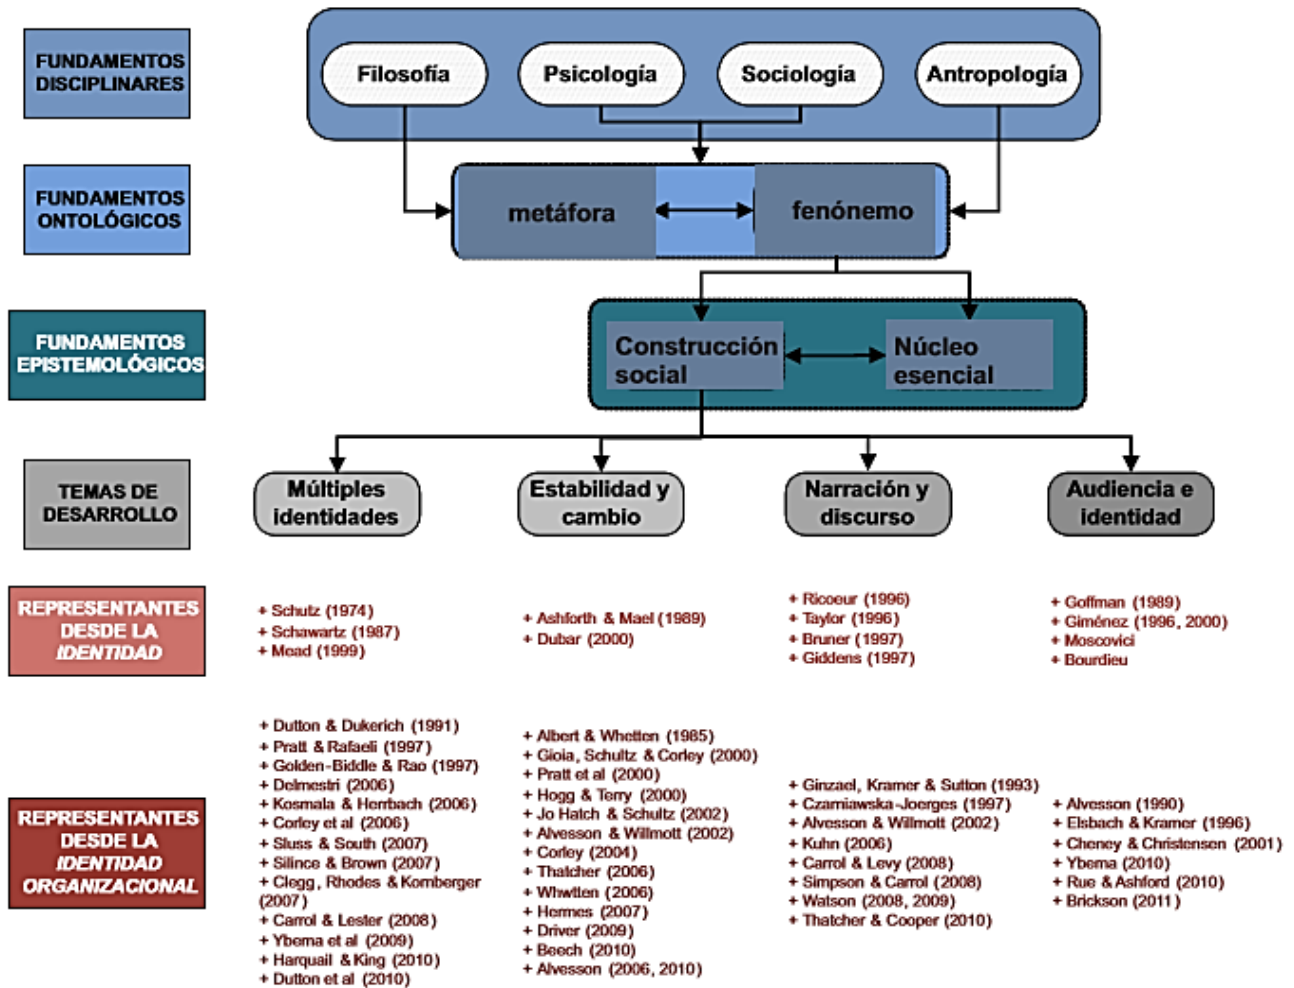 FUNDAMENTOS
DISCIPLINARES
Filosofía
Psicología
Sociología
Antropología
FUNDAMENTOS
ONTOLÓGICOS
metáfora
fenónemo
FUNDAMENTOS
EPISTEMOLÓGICOS
Construcción
social
Núcleo
esencial
TEMAS DE
DESARROLLO
Múltiples
identidades
Estabilidad y
cambio
Narración y
discurso
Audiencia e
identidad
REPRESENTANTES
DESDE LA
IDENTIDAD
+ Schutz (1974)
+ Schawartz (1987)
+ Mead (1999)
+ Ashforth & Mael (1989)
+ Dubar (2000)
+ Ricoeur (1996)
+ Taylor (1996)
+ Bruner (1997)
+ Giddens (1997)
+ Goffman (1989)
+ Giménez (1996, 2000)
+ Moscovici
+ Bourdieu
REPRESENTANTES
DESDE LA
IDENTIDAD
ORGANIZACIONAL
+ Dutton & Dukerich (1991)
+ Pratt & Rafaeli (1997)
+ Golden-Biddle & Rao (1997)
+ Delmestri (2006)
+ Kosmala & Herrbach (2006)
+ Corley et al (2006)
+ Sluss & South (2007)
+ Silince & Brown (2007)
+ Clegg, Rhodes & Kornberger
(2007)
+ Carrol & Lester (2008)
+ Ybema et al (2009)
+ Harquail & King (2010)
+ Dutton et al (2010)
+ Albert & Whetten (1985)
+ Gioia, Schultz & Corley (2000)
+ Pratt et al (2000)
+ Hogg & Terry (2000)
+ Jo Hatch & Schultz (2002)
+ Alvesson & Willmott (2002)
+ Corley (2004)
+ Thatcher (2006)
+ Whwtten (2006)
+ Hermes (2007)
+ Driver (2009)
+ Beech (2010)
+ Alvesson (2006, 2010)
+ Ginzael, Kramer & Sutton (1993)
+ Czarniawska-Joerges (1997)
+ Alvesson & Willmott (2002)
+ Kuhn (2006)
+ Carrol & Levy (2008)
+ Simpson & Carrol (2008)
+ Watson (2008, 2009)
+ Thatcher & Cooper (2010)
+ Alvesson (1990)
+ Elsbach & Kramer (1996)
+ Cheney & Christensen (2001)
+ Ybema (2010)
+ Rue & Ashford (2010)
+ Brickson (2011)